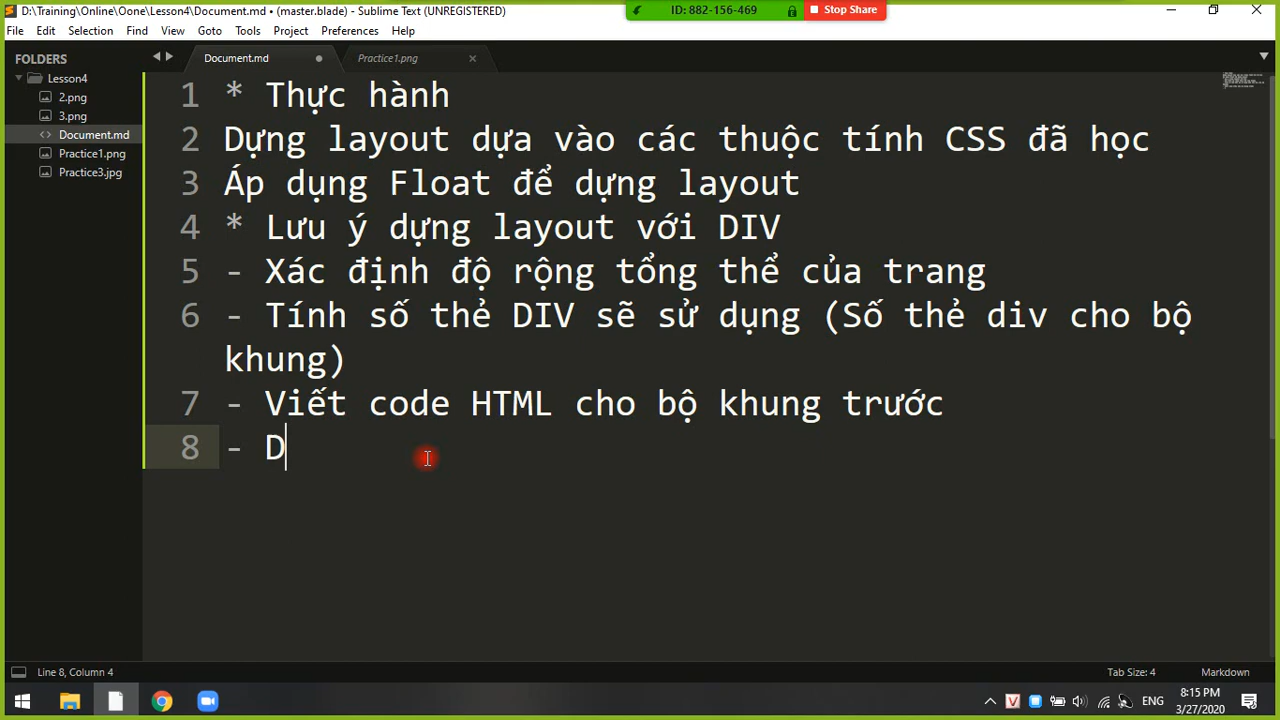 D:\Training\Online\Oone\Lesson4\Document.md • (master.blade) - Sublime Text (UNREGISTERED)
ID: 882-156-469
Stop Share
File Edit Selection Find View Goto Tools Project Preferences Help
FOLDERS
Lesson4
2.png
3.png
Document.md
Practice1.png
Practice3.jpg
Document.md
Practice1.png
1 * Thực hành
2 Dựng layout dựa vào các thuộc tính CSS đã học
3 Áp dụng Float để dựng layout
4 * Lưu ý dựng layout với DIV
5 - Xác định độ rộng tổng thể của trang
6 - Tính số thẻ DIV sẽ sử dụng (Số thẻ div cho bộ
khung)
7 - Viết code HTML cho bộ khung trước
8 - D
Line 8, Column 4
Tab Size: 4
Markdown
ENG
8:15 PM
3/27/2020